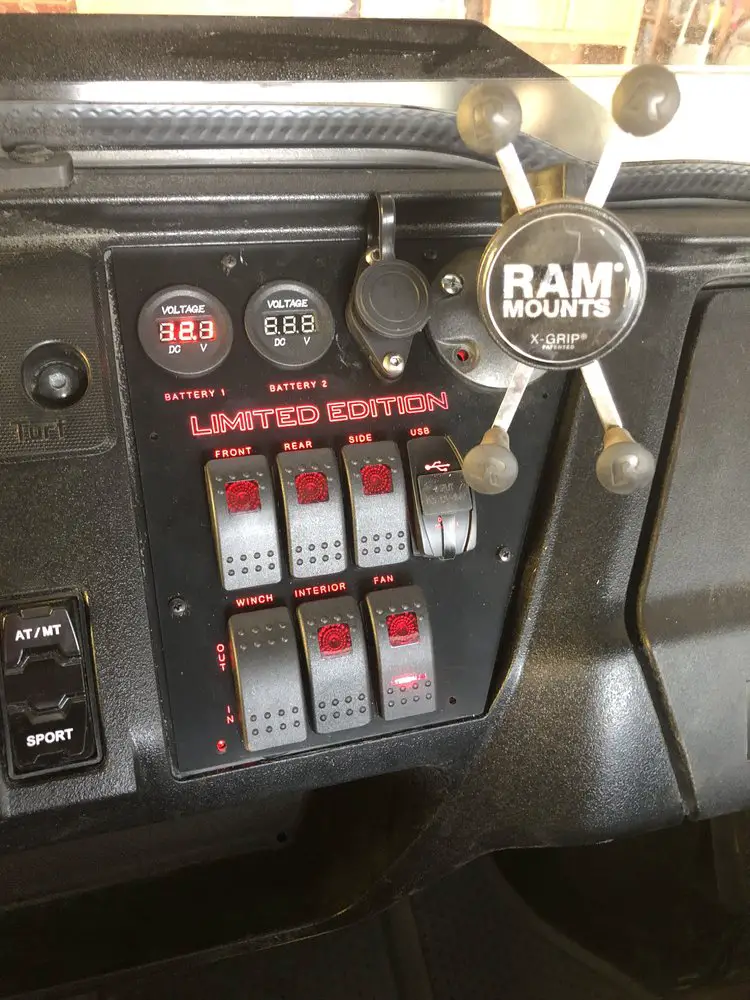 RAM®
MOUNTS
X-GRIP®
PATENTED
VOLTAGE
DC V
BATTERY 1
VOLTAGE
DC V
BATTERY 2
LIMITED EDITION
FRONT
REAR
SIDE
USB
WINCH
INTERIOR
FAN
OUT
IN
Turf
AT / MT
SPORT